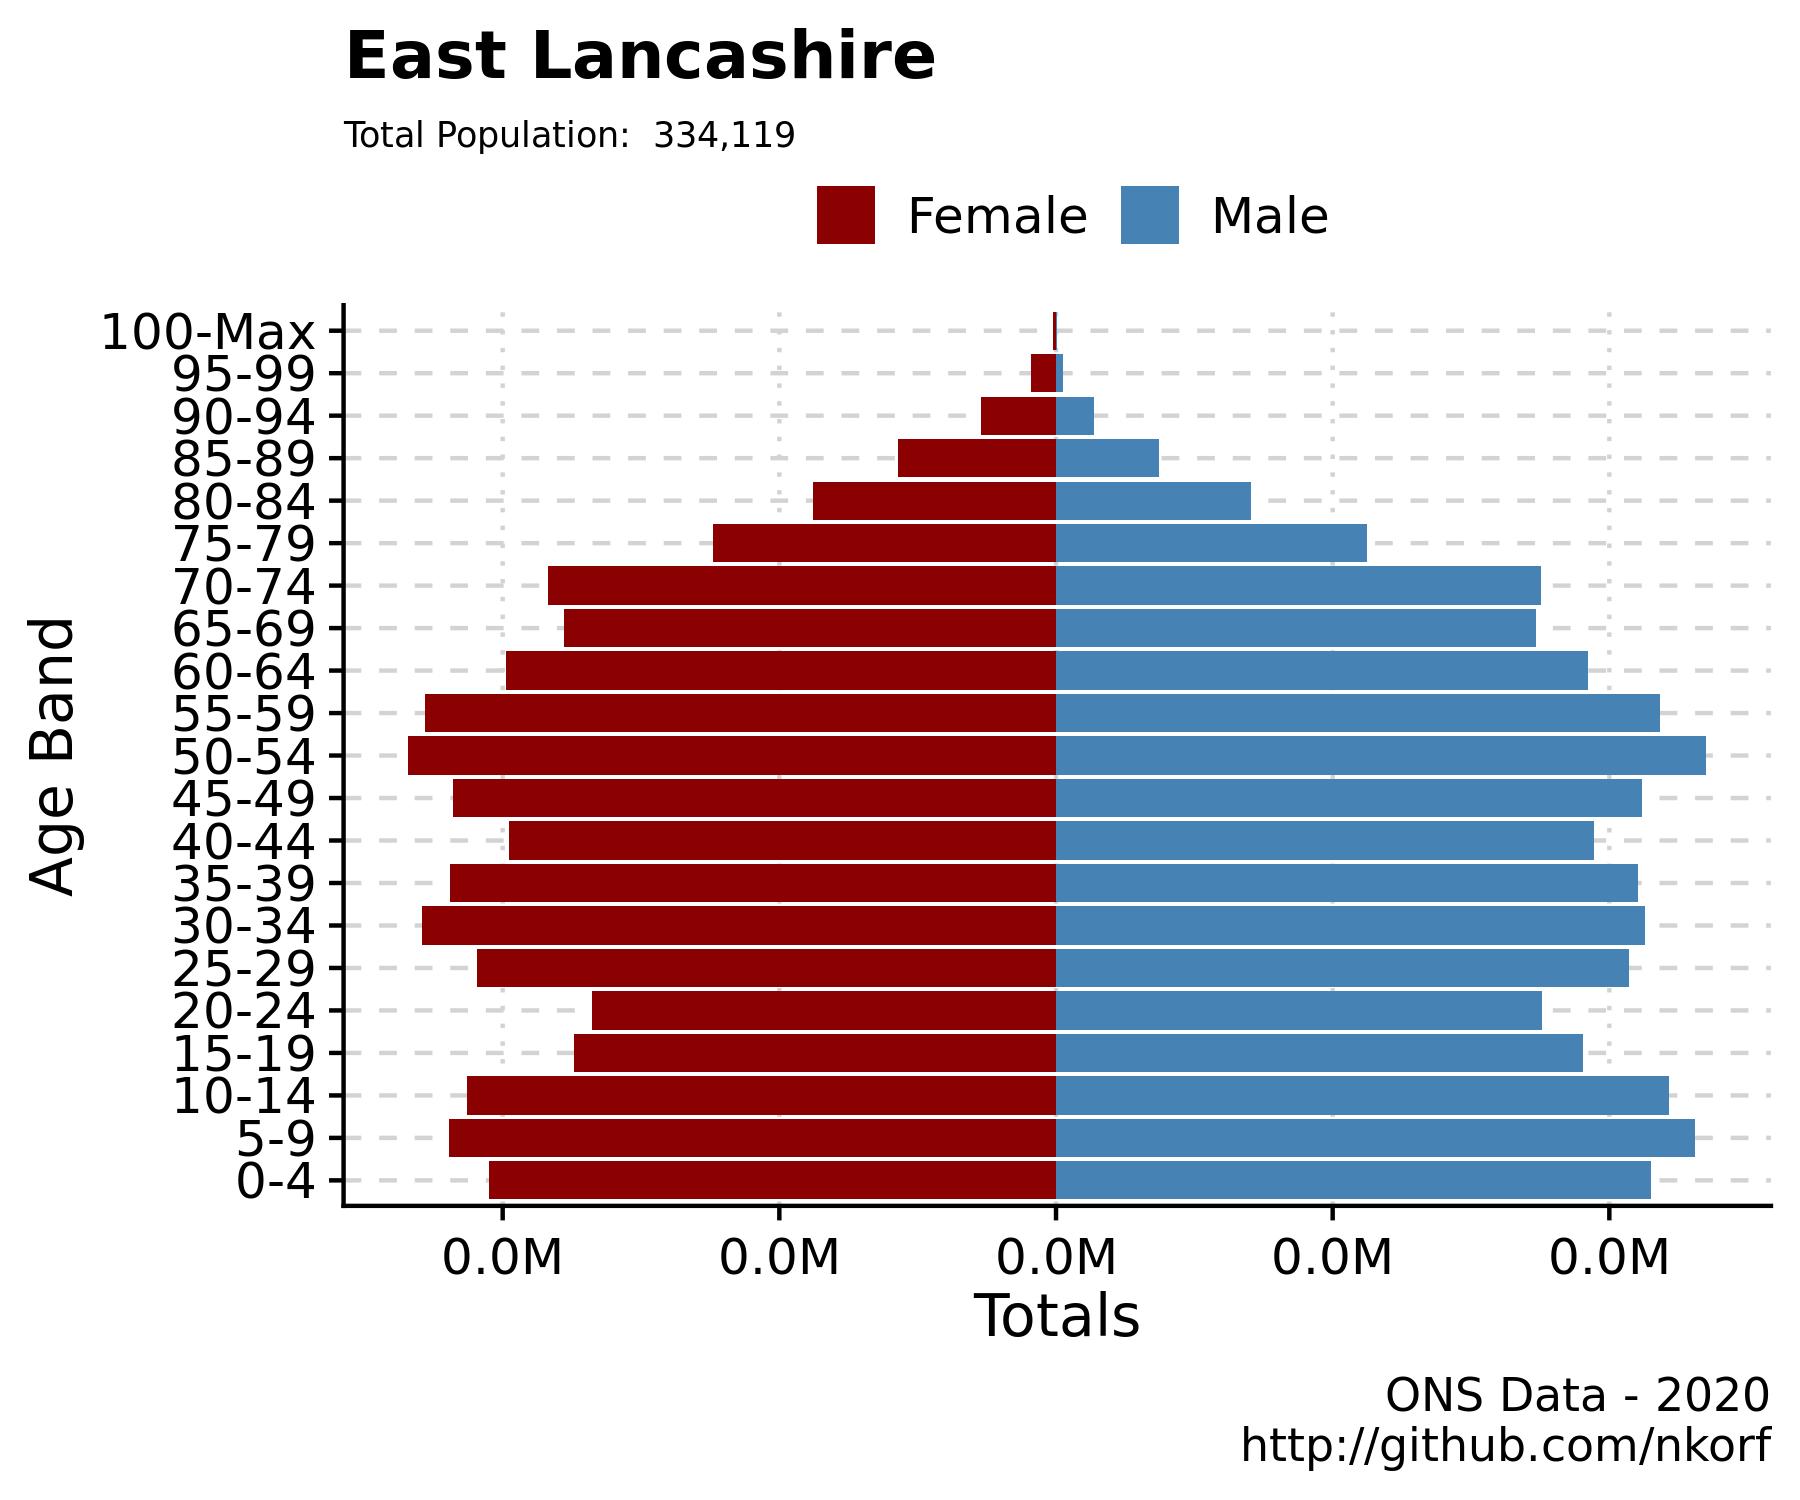 East Lancashire
Total Population:  334,119
Female Male
100-Max
95-99
90-94
85-89
80-84
75-79
70-74
65-69
60-64
55-59
50-54
45-49
40-44
35-39
30-34
25-29
20-24
15-19
10-14
5-9
0-4
Age Band
0.0M 0.0M 0.0M 0.0M 0.0M
Totals
ONS Data - 2020
http://github.com/nkorf